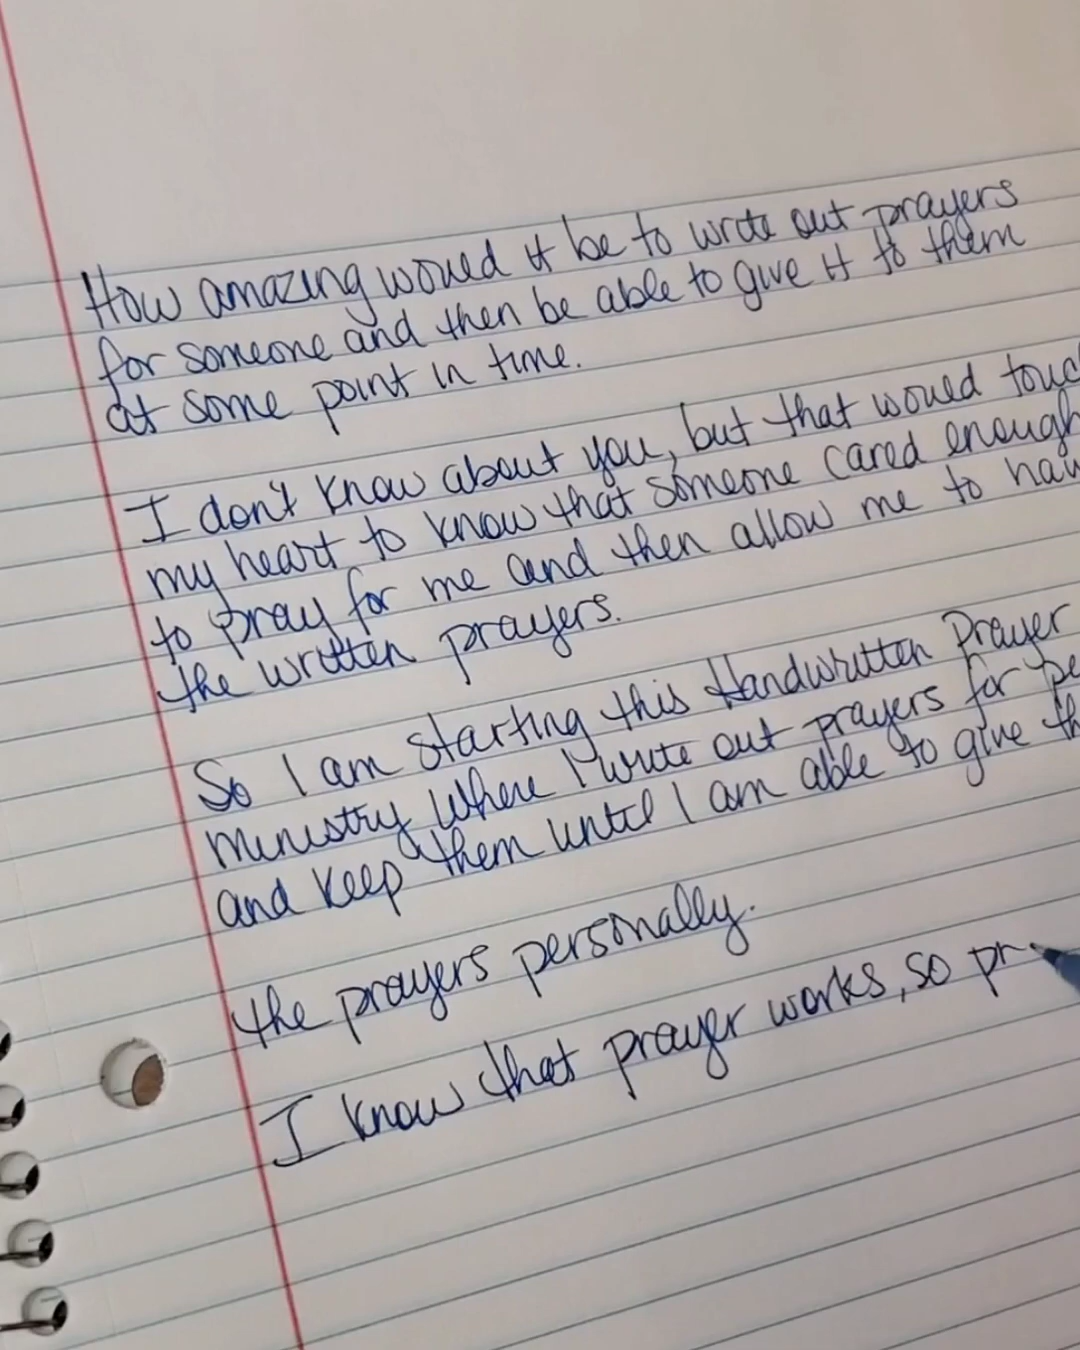 How amazing would it be to write out prayers
for someone and then be able to give it to them
at some point in time.
I don't know about you, but that would touc
my heart to know that someone cared enough
to pray for me and then allow me to hav
the written prayers.
So I am starting this Handwritten Prayer
Ministry where I write out prayers for pe
and keep them until I am able to give th
the prayers personally.
I know that prayer works, so pr